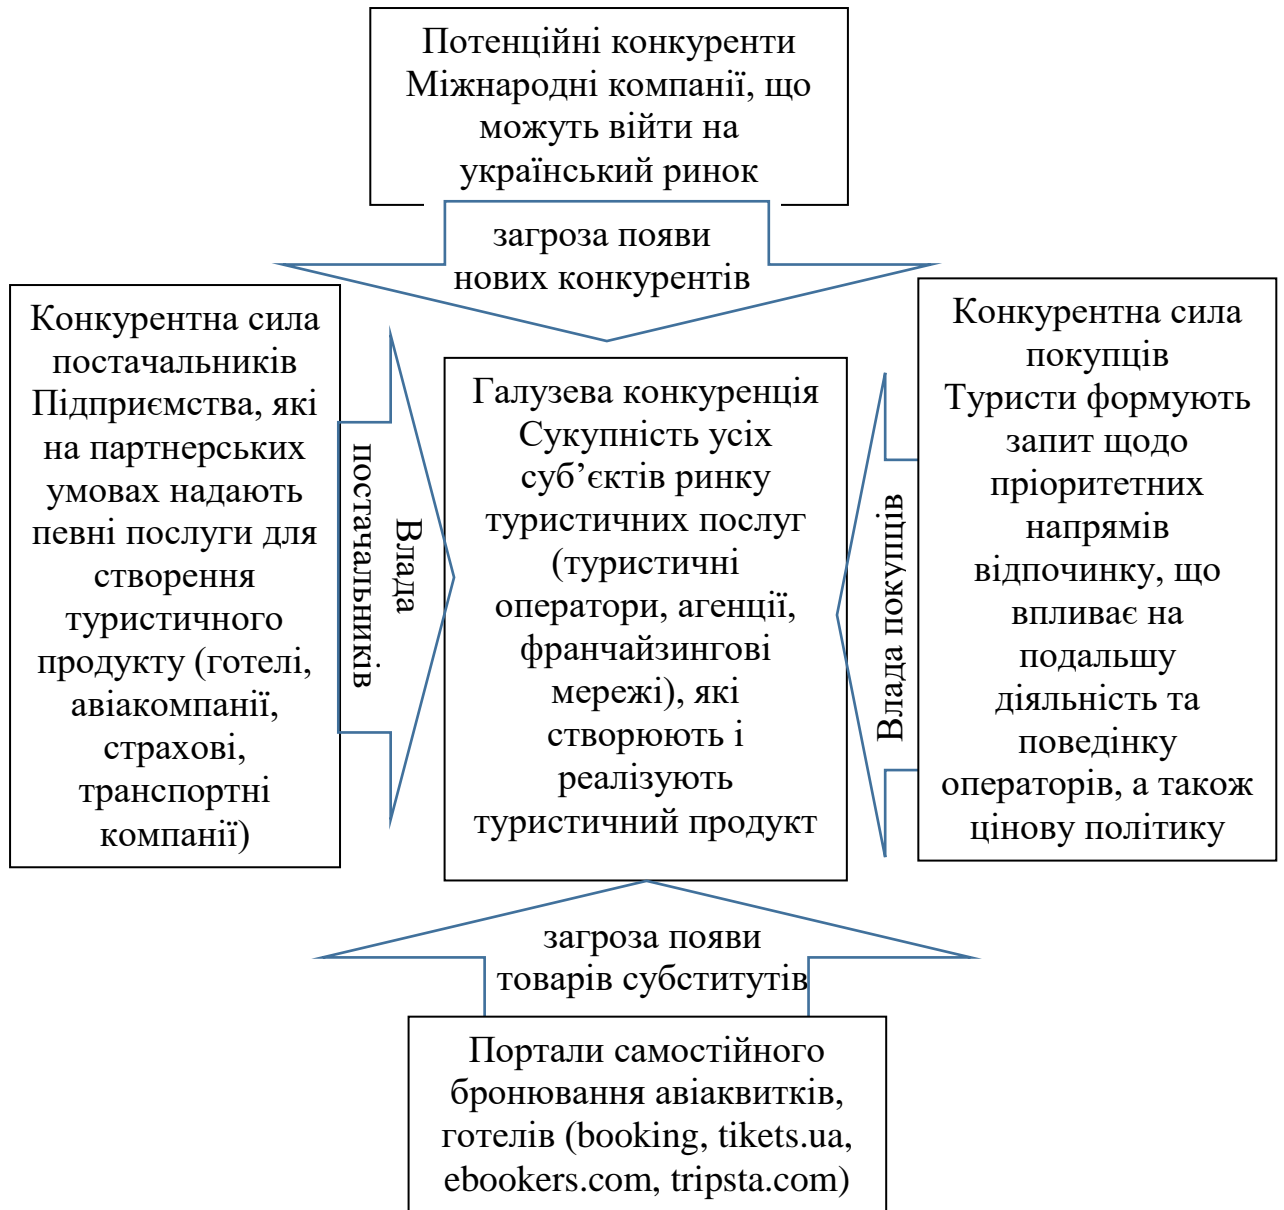 Потенційні конкуренти
Міжнародні компанії, що
можуть війти на
український ринок
загроза появи
нових конкурентів
Конкурентна сила
постачальників
Підприємства, які
на партнерських
умовах надають
певні послуги для
створення
туристичного
продукту (готелі,
авіакомпанії,
страхові,
транспортні
компанії)
Влада
постачальників
Галузева конкуренція
Сукупність усіх
суб’єктів ринку
туристичних послуг
(туристичні
оператори, агенції,
франчайзингові
мережі), які
створюють і
реалізують
туристичний продукт
Влада покупців
Конкурентна сила
покупців
Туристи формують
запит щодо
пріоритетних
напрямів
відпочинку, що
впливає на
подальшу
діяльність та
поведінку
операторів, а також
цінову політику
загроза появи
товарів субститутів
Портали самостійного
бронювання авіаквитків,
готелів (booking, tikets.ua,
ebookers.com, tripsta.com)